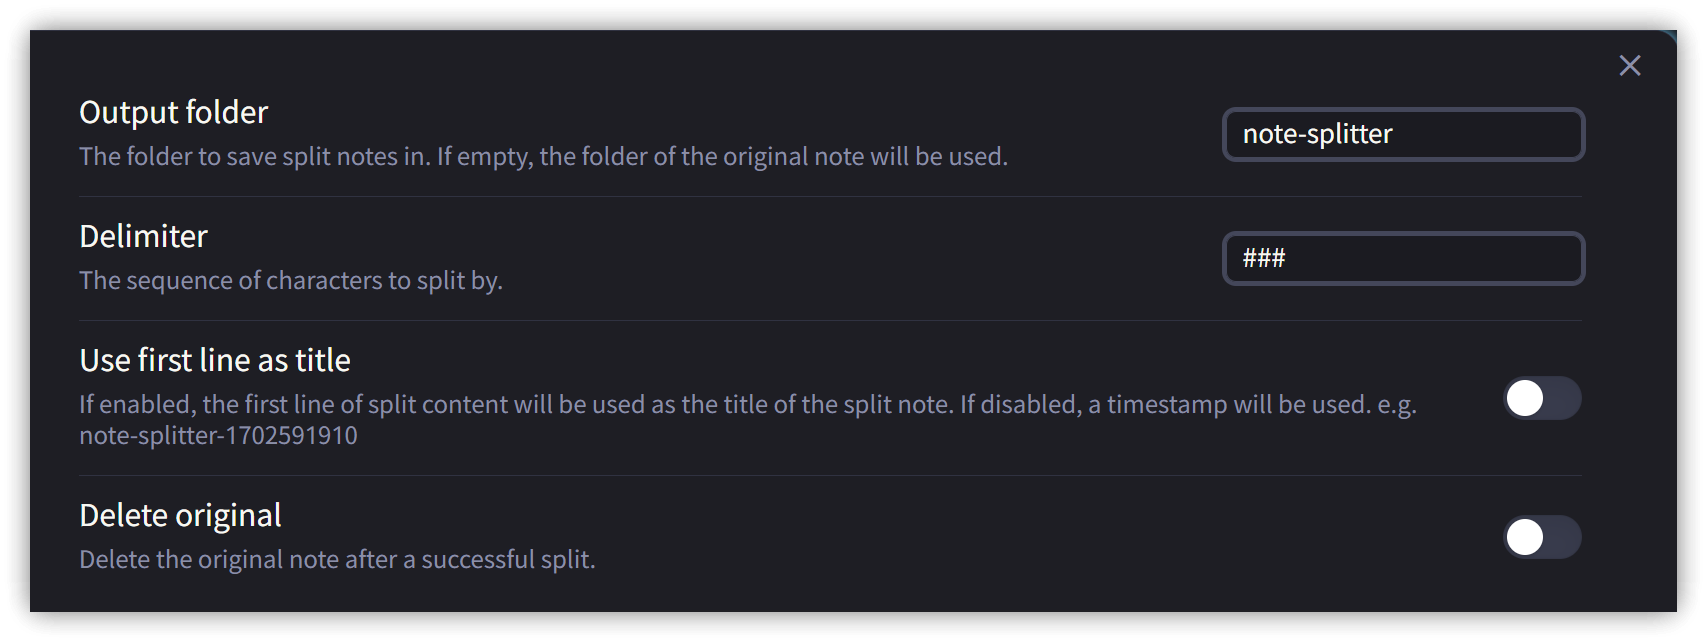 Output folder
The folder to save split notes in. If empty, the folder of the original note will be used.
note-splitter
Delimiter
The sequence of characters to split by.
###
Use first line as title
If enabled, the first line of split content will be used as the title of the split note. If disabled, a timestamp will be used. e.g.
note-splitter-1702591910
Delete original
Delete the original note after a successful split.